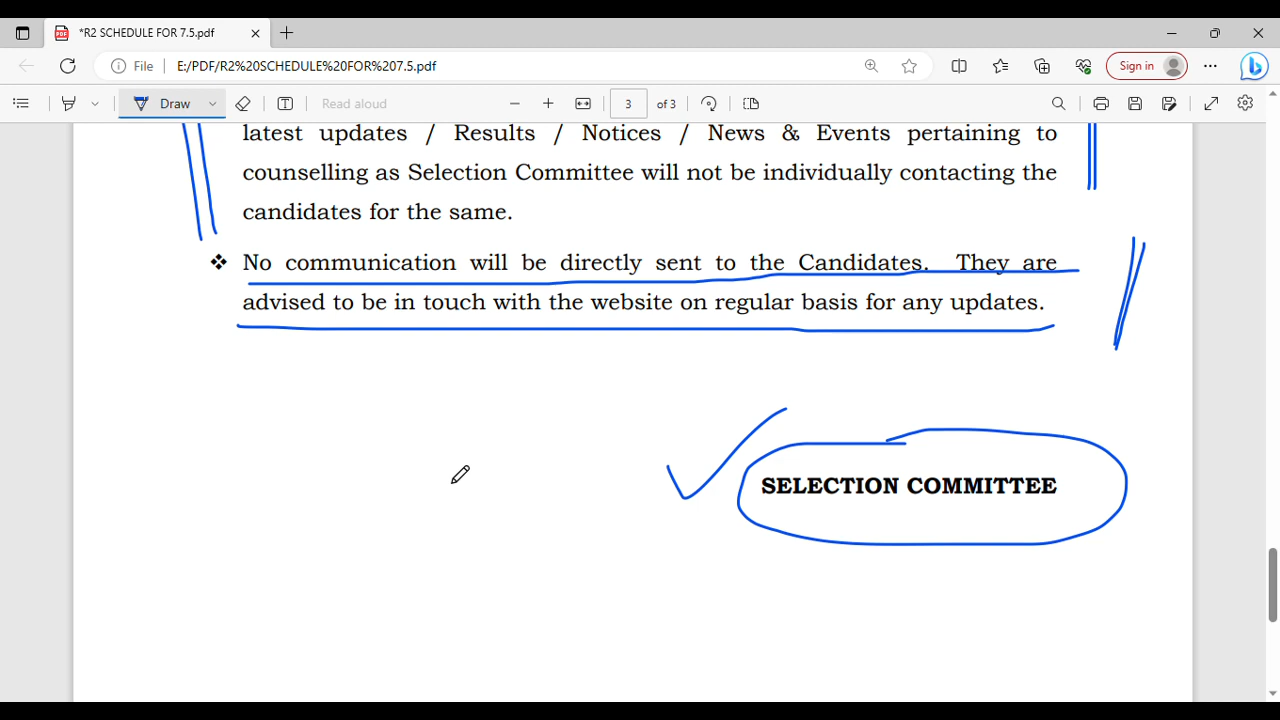 *R2 SCHEDULE FOR 7.5.pdf
File
E:/PDF/R2%20SCHEDULE%20FOR%207.5.pdf
Sign in
Draw
Read aloud
3
of 3
latest updates / Results / Notices / News & Events pertaining to
counselling as Selection Committee will not be individually contacting the
candidates for the same.
❖ No communication will be directly sent to the Candidates. They are
advised to be in touch with the website on regular basis for any updates.
SELECTION COMMITTEE